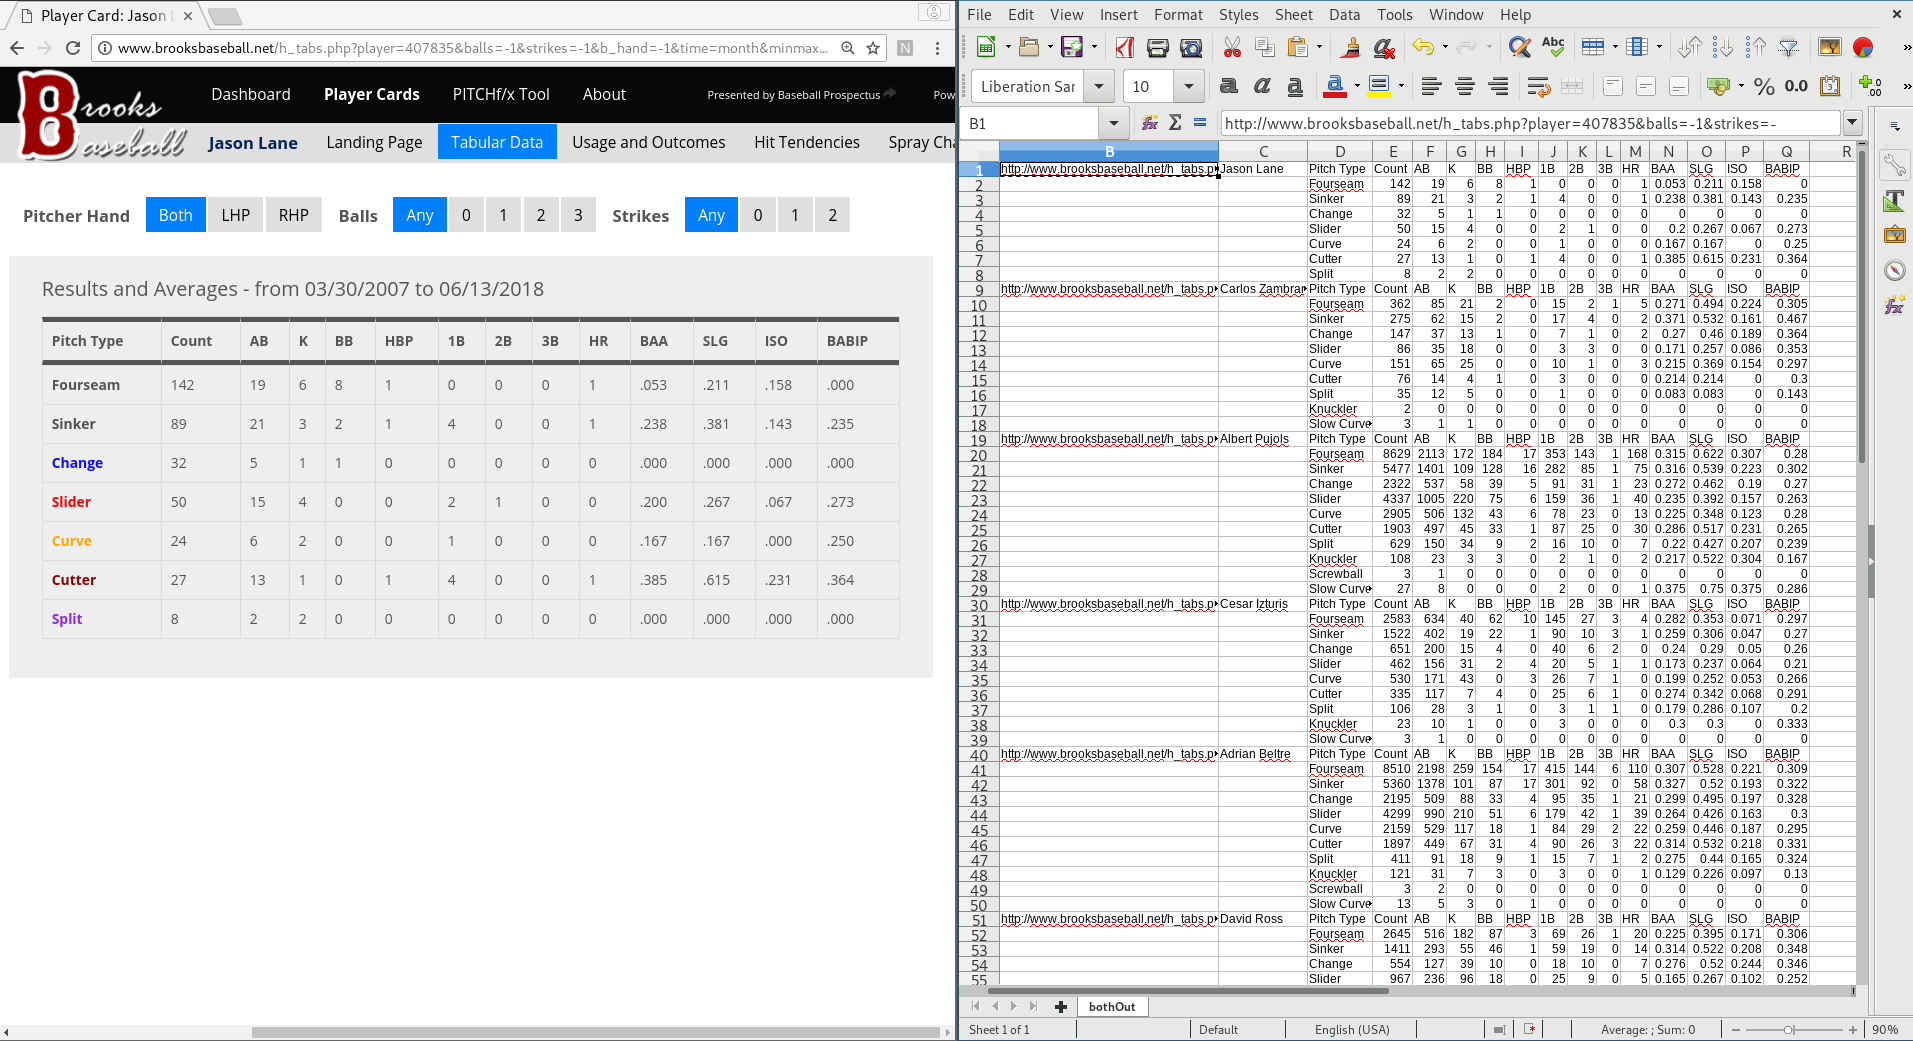 Player Card: Jason L
www.brooksbaseball.net/h_tabs.php?player=407835&balls=-1&strikes=-1&b_hand=-1&time=month&minmax...
Brooks Baseball
Dashboard Player Cards PITCHf/x Tool About Presented by Baseball Prospectus Pow
Jason Lane Landing Page Tabular Data Usage and Outcomes Hit Tendencies Spray Cha
Pitcher Hand Both LHP RHP Balls Any 0 1 2 3 Strikes Any 0 1 2
Results and Averages - from 03/30/2007 to 06/13/2018
Pitch Type Count AB K BB HBP 1B 2B 3B HR BAA SLG ISO BABIP
Fourseam 142 19 6 8 1 0 0 0 1 .053 .211 .158 .000
Sinker 89 21 3 2 1 4 0 0 1 .238 .381 .143 .235
Change 32 5 1 1 0 0 0 0 0 .000 .000 .000 .000
Slider 50 15 4 0 0 2 1 0 0 .200 .267 .067 .273
Curve 24 6 2 0 0 1 0 0 0 .167 .167 .000 .250
Cutter 27 13 1 0 1 4 0 0 1 .385 .615 .231 .364
Split 8 2 2 0 0 0 0 0 0 .000 .000 .000 .000
File Edit View Insert Format Styles Sheet Data Tools Window Help
Liberation Sar 10
B1 http://www.brooksbaseball.net/h_tabs.php?player=407835&balls=-1&strikes=-
B C D E F G H I J K L M N O P Q R
1 http://www.brooksbaseball.net/h_tabs.p Jason Lane Pitch Type Count AB K BB HBP 1B 2B 3B HR BAA SLG ISO BABIP
2 Fourseam 142 19 6 8 1 0 0 0 1 0.053 0.211 0.158 0
3 Sinker 89 21 3 2 1 4 0 0 1 0.238 0.381 0.143 0.235
4 Change 32 5 1 1 0 0 0 0 0 0 0 0 0
5 Slider 50 15 4 0 0 2 1 0 0 0.2 0.267 0.067 0.273
6 Curve 24 6 2 0 0 1 0 0 0 0.167 0.167 0 0.25
7 Cutter 27 13 1 0 1 4 0 0 1 0.385 0.615 0.231 0.364
8 Split 8 2 2 0 0 0 0 0 0 0 0 0 0
9 http://www.brooksbaseball.net/h_tabs.p Carlos Zambrar Pitch Type Count AB K BB HBP 1B 2B 3B HR BAA SLG ISO BABIP
10 Fourseam 362 85 21 2 0 15 2 1 5 0.271 0.494 0.224 0.305
11 Sinker 275 62 15 2 0 17 4 0 2 0.371 0.532 0.161 0.467
12 Change 147 37 13 1 0 7 1 0 2 0.27 0.46 0.189 0.364
13 Slider 86 35 18 0 0 3 3 0 0 0.171 0.257 0.086 0.353
14 Curve 151 65 25 0 0 10 1 0 3 0.215 0.369 0.154 0.297
15 Cutter 76 14 4 1 0 3 0 0 0 0.214 0.214 0 0.3
16 Split 35 12 5 0 0 1 0 0 0 0.083 0.083 0 0.143
17 Knuckler 2 0 0 0 0 0 0 0 0 0 0 0 0
18 Slow Curve 3 1 1 0 0 0 0 0 0 0 0 0 0
19 http://www.brooksbaseball.net/h_tabs.p Albert Pujols Pitch Type Count AB K BB HBP 1B 2B 3B HR BAA SLG ISO BABIP
20 Fourseam 8629 2113 172 184 17 353 143 1 168 0.315 0.622 0.307 0.28
21 Sinker 5477 1401 109 128 16 282 85 1 75 0.316 0.539 0.223 0.302
22 Change 2322 537 58 39 5 91 31 1 23 0.272 0.462 0.19 0.27
23 Slider 4337 1005 220 75 6 159 36 1 40 0.235 0.392 0.157 0.263
24 Curve 2905 506 132 43 6 78 23 0 13 0.225 0.348 0.123 0.28
25 Cutter 1903 497 45 33 1 87 25 0 30 0.286 0.517 0.231 0.265
26 Split 629 150 34 9 2 16 10 0 7 0.22 0.427 0.207 0.239
27 Knuckler 108 23 3 3 0 2 1 0 2 0.217 0.522 0.304 0.167
28 Screwball 3 1 0 0 0 0 0 0 0 0 0 0 0
29 Slow Curve 27 8 0 0 0 2 0 0 1 0.375 0.75 0.375 0.286
30 http://www.brooksbaseball.net/h_tabs.p Cesar Izturis Pitch Type Count AB K BB HBP 1B 2B 3B HR BAA SLG ISO BABIP
31 Fourseam 2583 634 40 62 10 145 27 3 4 0.282 0.353 0.071 0.297
32 Sinker 1522 402 19 22 1 90 10 3 1 0.259 0.306 0.047 0.27
33 Change 651 200 15 4 0 40 6 2 0 0.24 0.29 0.05 0.26
34 Slider 462 156 31 2 4 20 5 1 1 0.173 0.237 0.064 0.21
35 Curve 530 171 43 0 3 26 7 1 0 0.199 0.252 0.053 0.266
36 Cutter 335 117 7 4 0 25 6 1 0 0.274 0.342 0.068 0.291
37 Split 106 28 3 1 0 3 1 1 0 0.179 0.286 0.107 0.2
38 Knuckler 23 10 1 0 0 3 0 0 0 0.3 0.3 0 0.333
39 Slow Curve 3 1 0 0 0 0 0 0 0 0 0 0 0
40 http://www.brooksbaseball.net/h_tabs.p Adrian Beltre Pitch Type Count AB K BB HBP 1B 2B 3B HR BAA SLG ISO BABIP
41 Fourseam 8510 2198 259 154 17 415 144 6 110 0.307 0.528 0.221 0.309
42 Sinker 5360 1378 101 87 17 301 92 0 58 0.327 0.52 0.193 0.322
43 Change 2195 509 88 33 4 95 35 1 21 0.299 0.495 0.197 0.328
44 Slider 4299 990 210 51 6 179 42 1 39 0.264 0.426 0.163 0.3
45 Curve 2159 529 117 18 1 84 29 2 22 0.259 0.446 0.187 0.295
46 Cutter 1897 449 67 31 4 90 26 3 22 0.314 0.532 0.218 0.331
47 Split 411 91 18 9 1 15 7 1 2 0.275 0.44 0.165 0.324
48 Knuckler 121 31 7 3 0 3 0 0 1 0.129 0.226 0.097 0.13
49 Screwball 3 2 0 0 0 0 0 0 0 0 0 0 0
50 Slow Curve 13 5 3 0 1 0 0 0 0 0 0 0 0
51 http://www.brooksbaseball.net/h_tabs.p David Ross Pitch Type Count AB K BB HBP 1B 2B 3B HR BAA SLG ISO BABIP
52 Fourseam 2645 516 182 87 3 69 26 1 20 0.225 0.395 0.171 0.306
53 Sinker 1411 293 55 46 1 59 19 0 14 0.314 0.522 0.208 0.348
54 Change 554 127 39 10 0 18 10 0 7 0.276 0.52 0.244 0.346
55 Slider 967 236 96 18 0 25 9 0 5 0.165 0.267 0.102 0.252
bothOut
Sheet 1 of 1 Default English (USA) Average: ; Sum: 0 90%